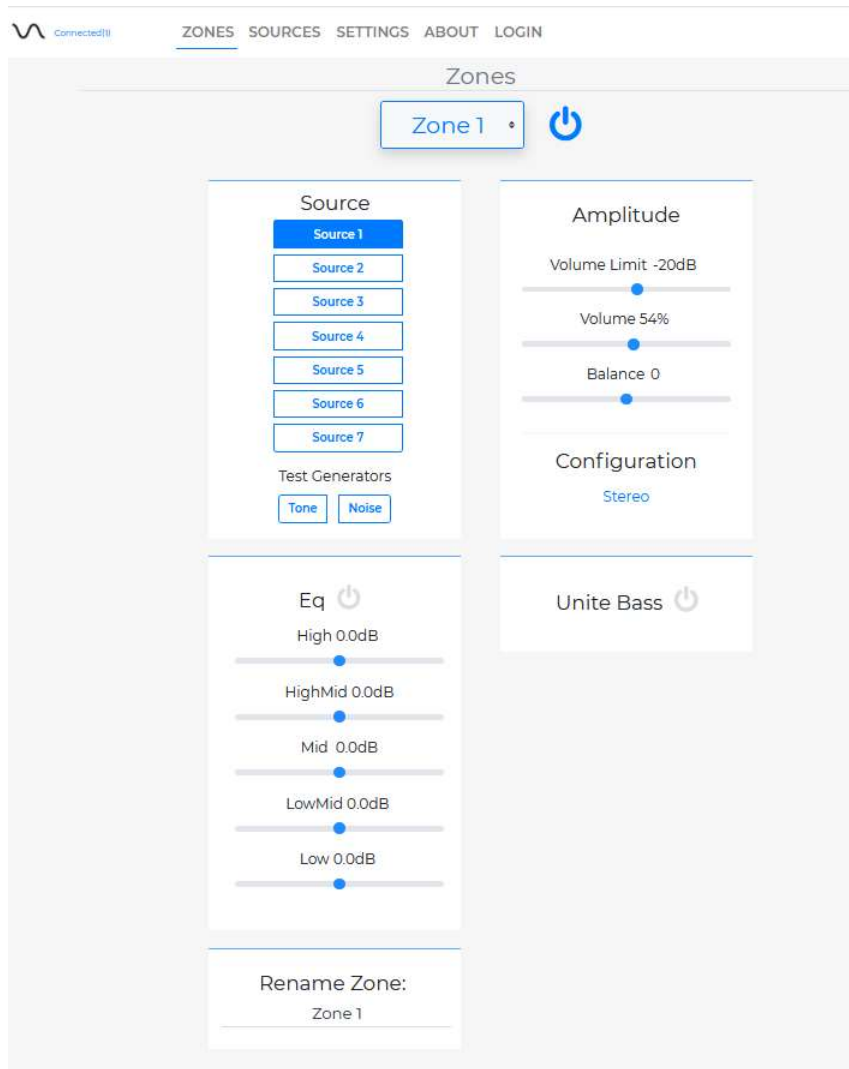 Connected(1) ZONES SOURCES SETTINGS ABOUT LOGIN
Zones
Zone 1
Source
Source 1
Source 2
Source 3
Source 4
Source 5
Source 6
Source 7
Test Generators
Tone Noise
Amplitude
Volume Limit -20dB
Volume 54%
Balance 0
Configuration
Stereo
Eq
High 0.0dB
HighMid 0.0dB
Mid 0.0dB
LowMid 0.0dB
Low 0.0dB
Unite Bass
Rename Zone:
Zone 1